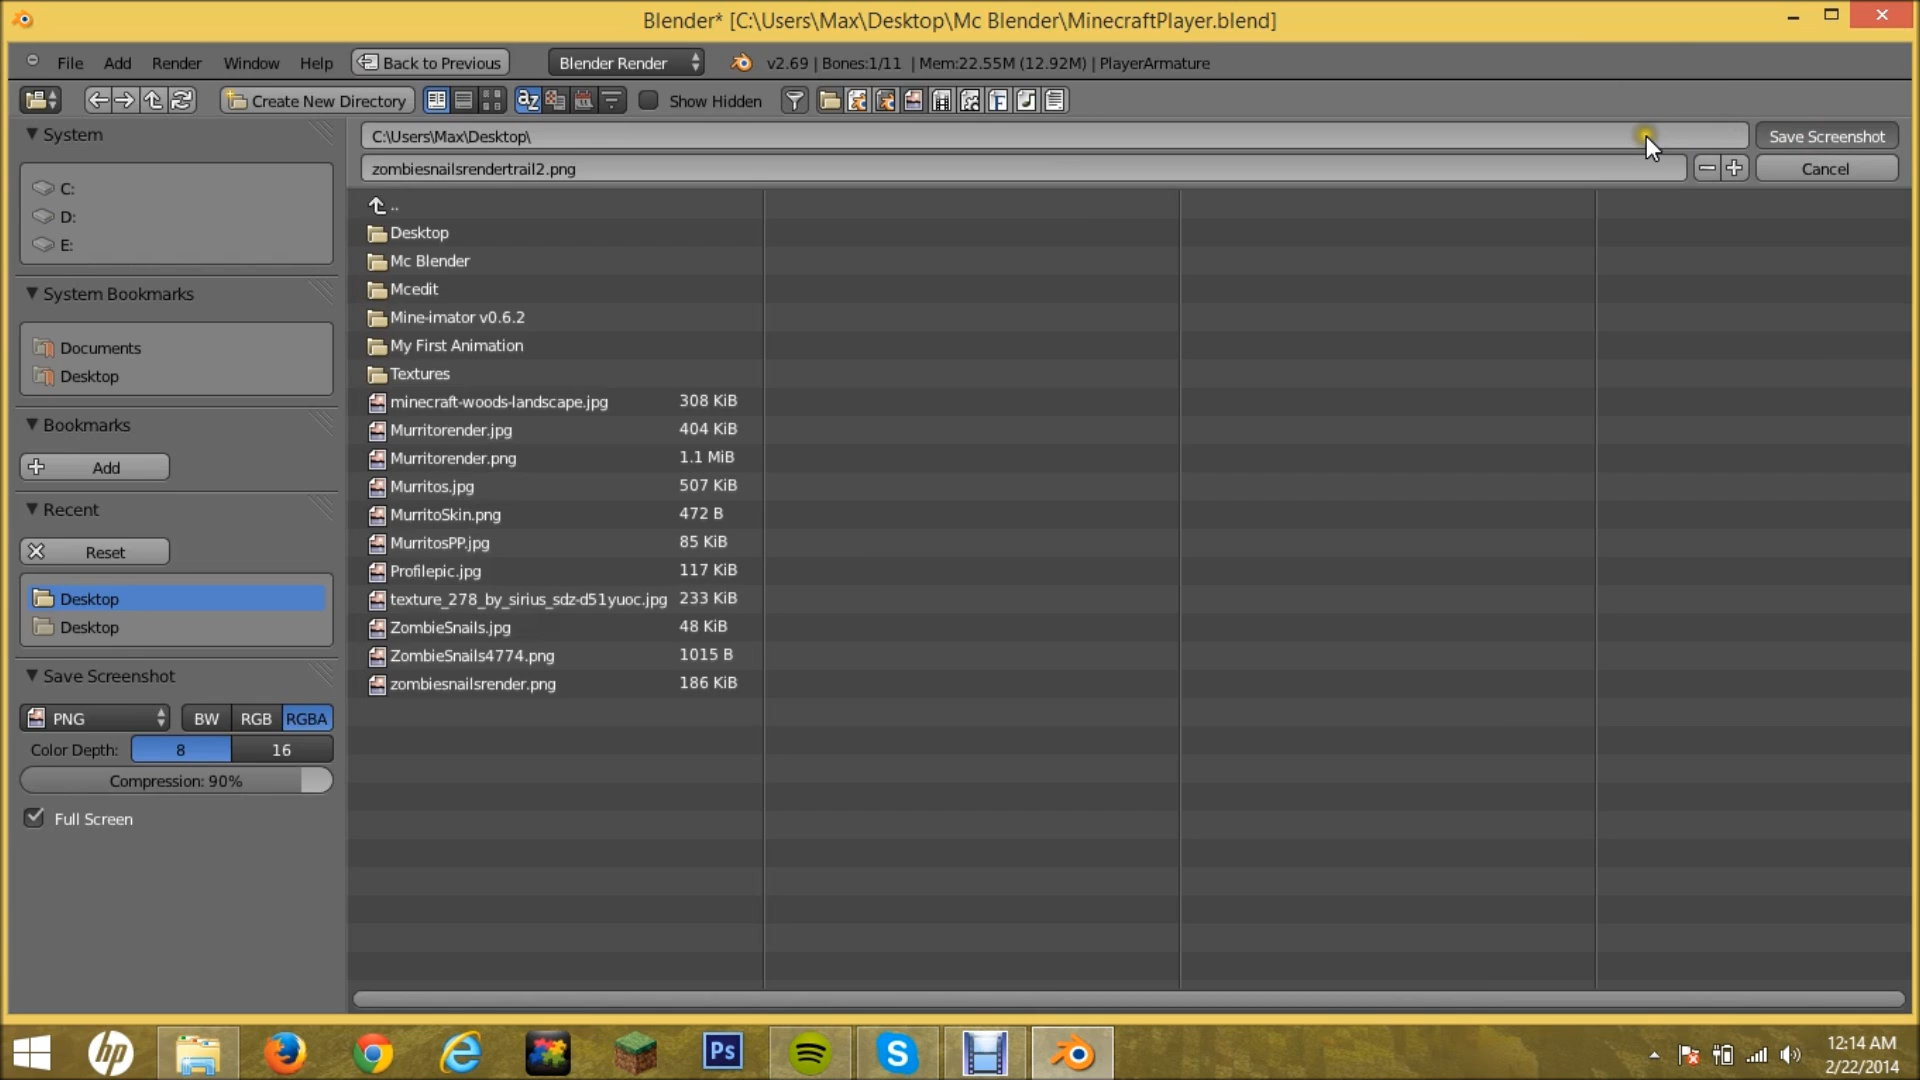 Blender* [C:\Users\Max\Desktop\Mc Blender\MinecraftPlayer.blend]
File Add Render Window Help Back to Previous Blender Render v2.69 | Bones:1/11 | Mem:22.55M (12.92M) | PlayerArmature
Create New Directory Show Hidden
System
C:
D:
E:
System Bookmarks
Documents
Desktop
Bookmarks
Add
Recent
Reset
Desktop
Desktop
Save Screenshot
PNG BW RGB RGBA
Color Depth: 8 16
Compression: 90%
Full Screen
C:\Users\Max\Desktop\ Save Screenshot
zombiesnailsrendertrail2.png Cancel
..
Desktop
Mc Blender
Mcedit
Mine-imator v0.6.2
My First Animation
Textures
minecraft-woods-landscape.jpg 308 KiB
Murritorender.jpg 404 KiB
Murritorender.png 1.1 MiB
Murritos.jpg 507 KiB
MurritoSkin.png 472 B
MurritosPP.jpg 85 KiB
Profilepic.jpg 117 KiB
texture_278_by_sirius_sdz-d51yuoc.jpg 233 KiB
ZombieSnails.jpg 48 KiB
ZombieSnails4774.png 1015 B
zombiesnailsrender.png 186 KiB
hp
Ps
12:14 AM
2/22/2014